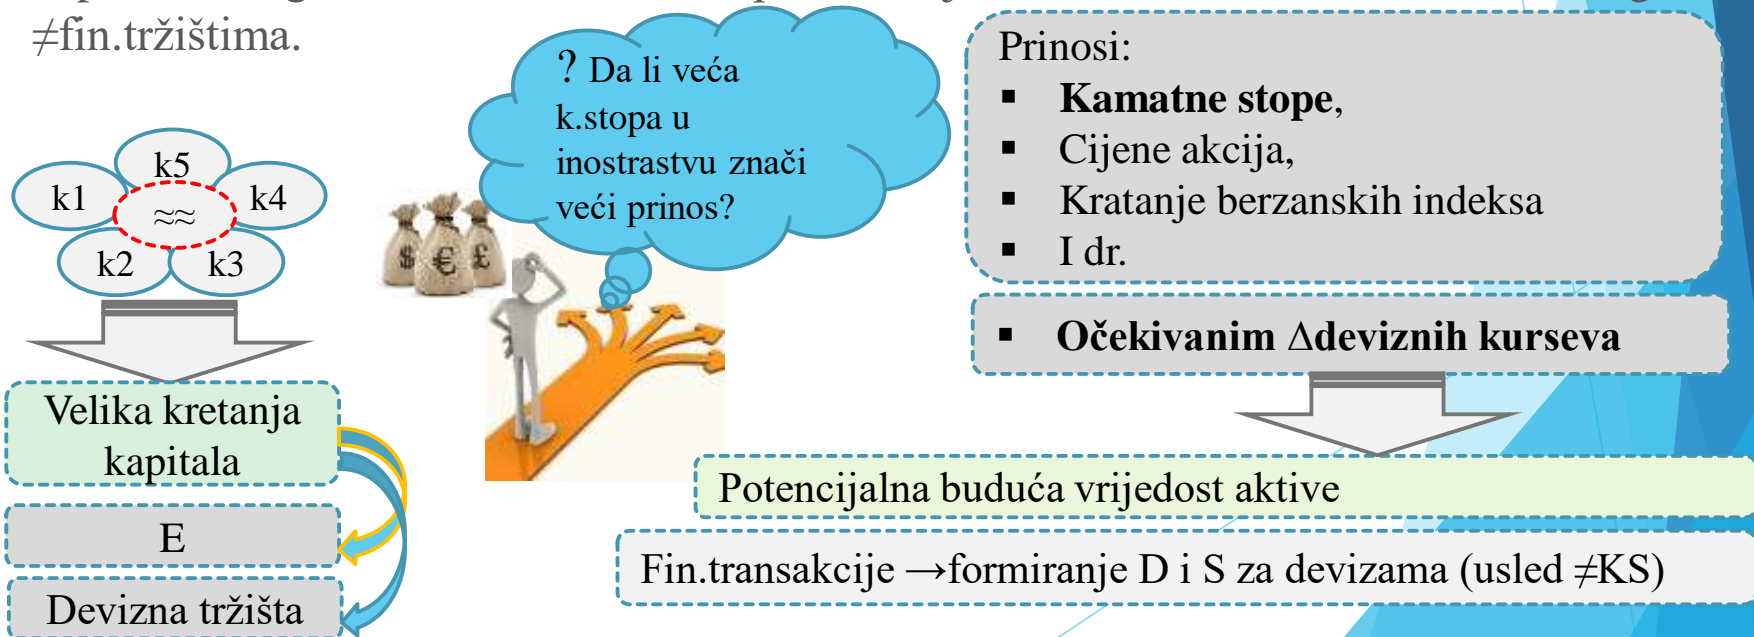 ≠fin.tržištima.
? Da li veća
k.stopa u
inostrastvu znači
veći prinos?
Prinosi:
▪ Kamatne stope,
▪ Cijene akcija,
▪ Kratanje berzanskih indeksa
▪ I dr.
▪ Očekivanim Δdeviznih kurseva
k5
k1
≈≈
k4
k2
k3
$
€
£
Velika kretanja
kapitala
E
Devizna tržišta
Potencijalna buduća vrijedost aktive
Fin.transakcije →formiranje D i S za devizama (usled ≠KS)